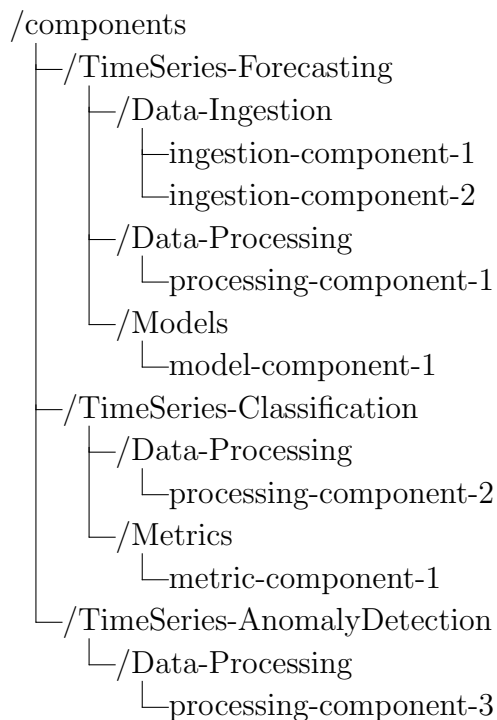 /components
/TimeSeries-Forecasting
/Data-Ingestion
ingestion-component-1
ingestion-component-2
/Data-Processing
processing-component-1
/Models
model-component-1
/TimeSeries-Classification
/Data-Processing
processing-component-2
/Metrics
metric-component-1
/TimeSeries-AnomalyDetection
/Data-Processing
processing-component-3